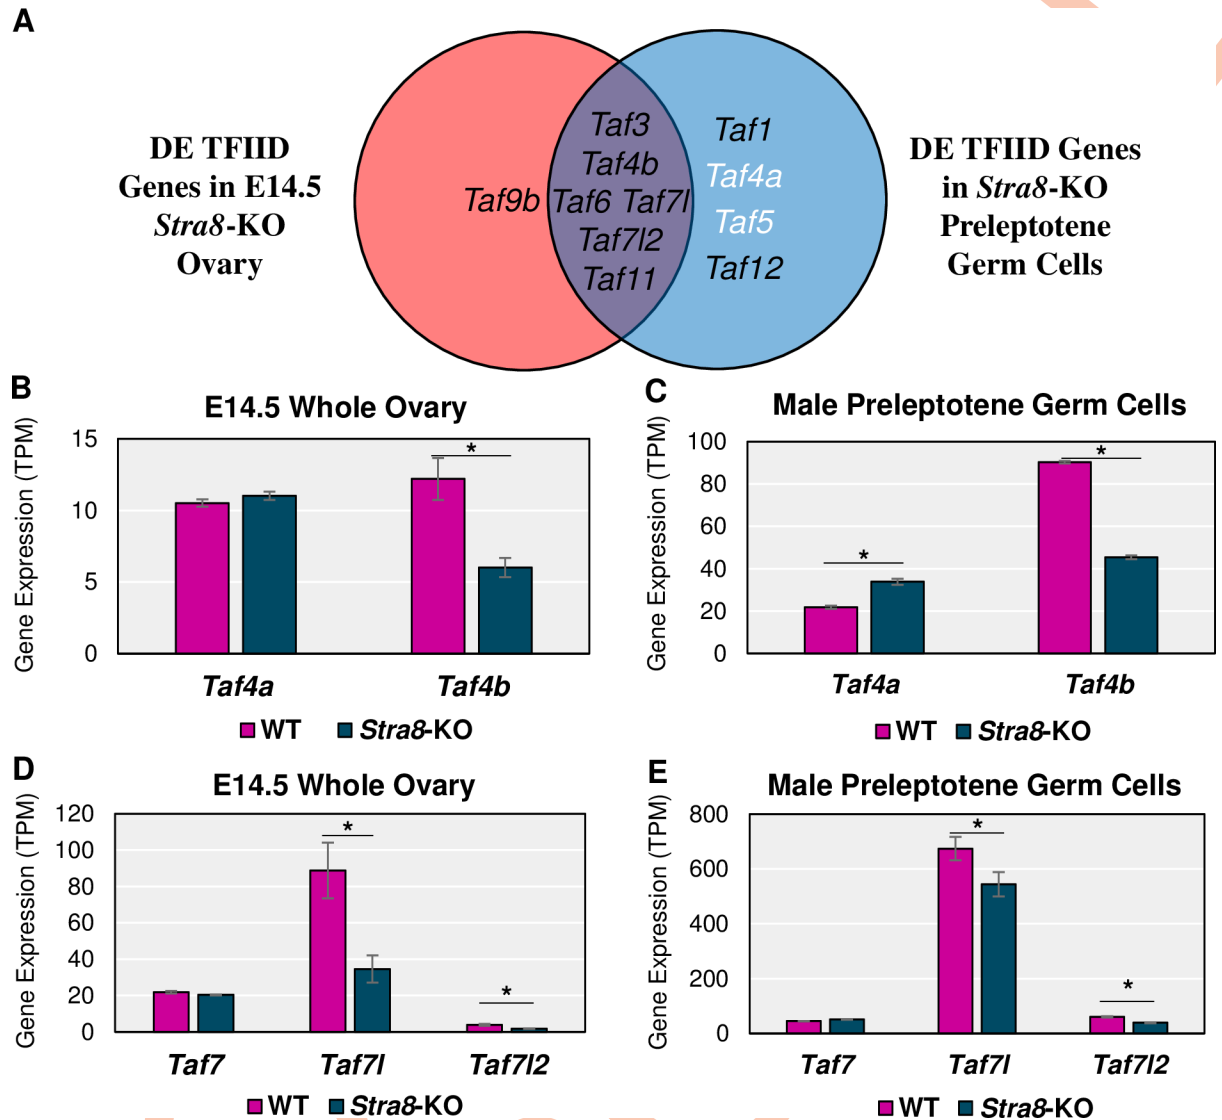 A
DE TFIID
Genes in E14.5
Stra8-KO
Ovary
Taf9b
Taf3
Taf4b
Taf6 Taf7l
Taf7l2
Taf11
Taf1
Taf4a
Taf5
Taf12
DE TFIID Genes
in Stra8-KO
Preleptotene
Germ Cells
B
E14.5 Whole Ovary
Gene Expression (TPM)
15
10
5
0
*
Taf4a Taf4b
WT Stra8-KO
C
Male Preleptotene Germ Cells
Gene Expression (TPM)
100
80
60
40
20
0
*
*
Taf4a Taf4b
WT Stra8-KO
D
E14.5 Whole Ovary
Gene Expression (TPM)
120
100
80
60
40
20
0
*
*
Taf7 Taf7l Taf7l2
WT Stra8-KO
E
Male Preleptotene Germ Cells
Gene Expression (TPM)
800
600
400
200
0
*
*
Taf7 Taf7l Taf7l2
WT Stra8-KO